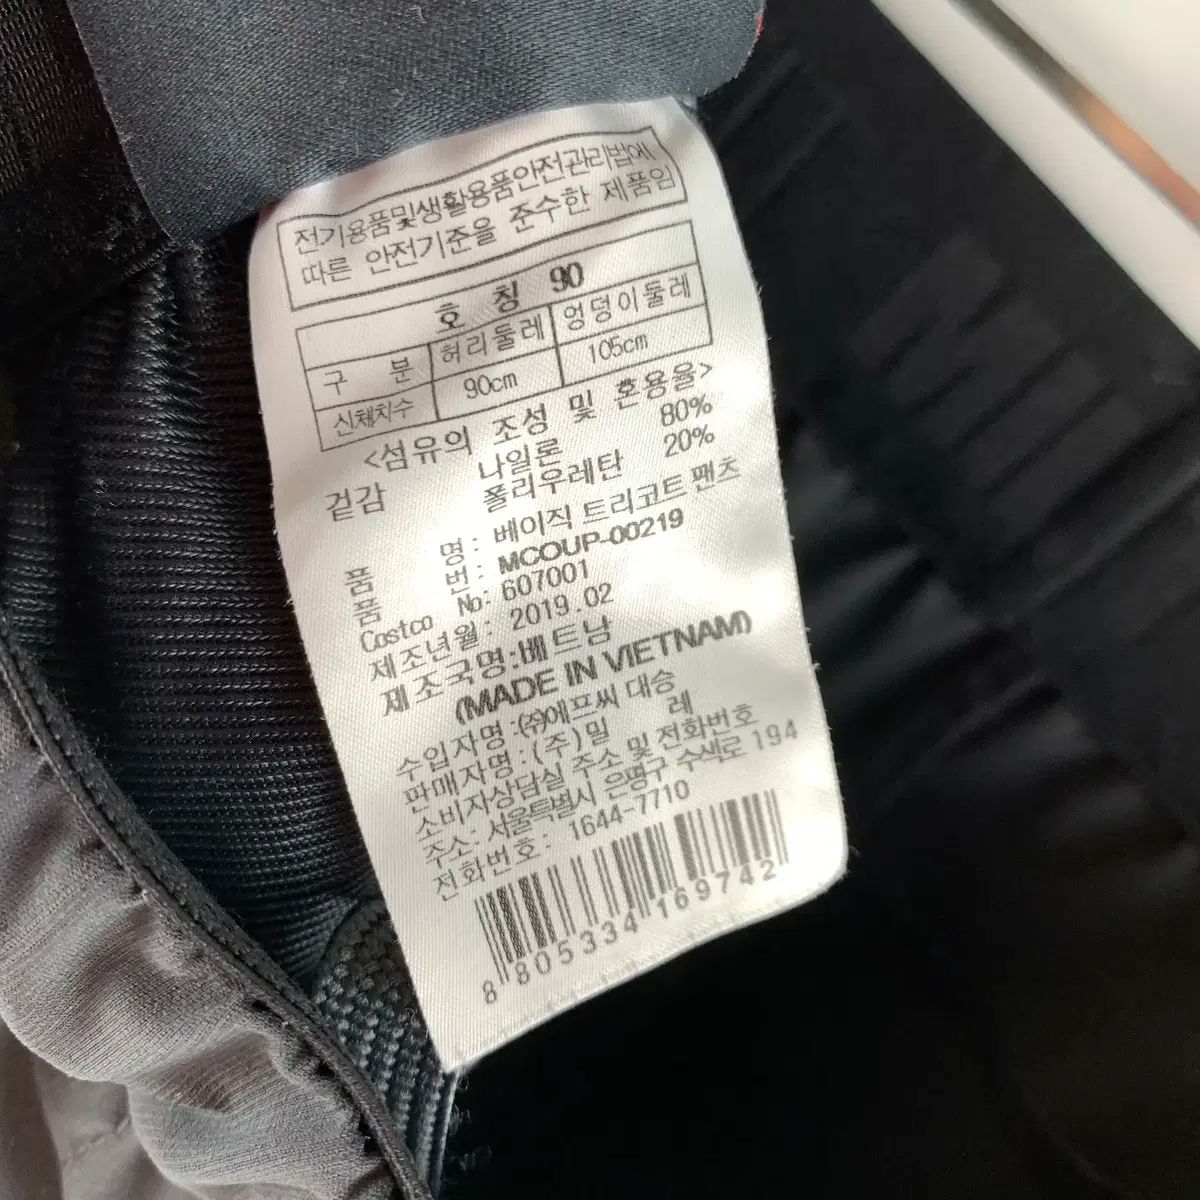 전기용품및생활용품안전관리법에
따른 안전기준을 준수한 제품임
호 칭 90
구 분 허리둘레 엉덩이둘레
신체치수 90cm 105cm
<섬유의 조성 및 혼용율>
겉감 나일론 80%
폴리우레탄 20%
품 명 : 베이직 트리코트 팬츠
품 번 : MCOUP-00219
Costco No: 607001
제조년월 : 2019.02
제조국명:베트남
(MADE IN VIETNAM)
수입자명 :㈜에프씨 대승
판매자명 : (주)밀 레
소비자상담실 주소 및 전화번호
주소: 서울특별시 은평구 수색로 194
전화번호 : 1644-7710
8 805334 169742